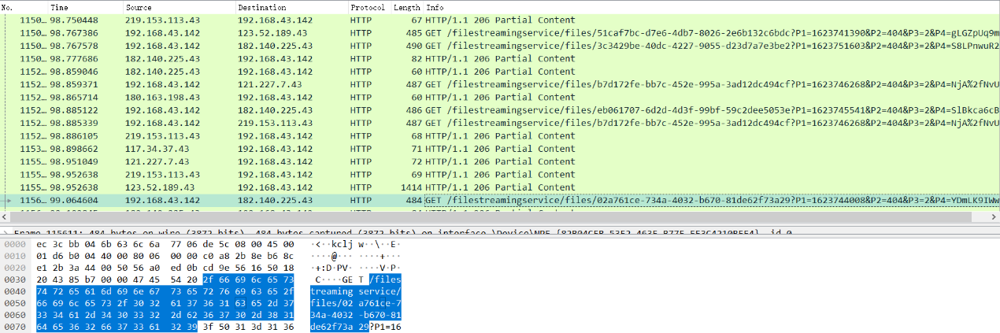 No. Time Source Destination Protocol Length Info
1150… 98.750448 219.153.113.43 192.168.43.142 HTTP 67 HTTP/1.1 206 Partial Content
1150… 98.767386 192.168.43.142 123.52.189.43 HTTP 485 GET /filestreamingservice/files/51caf7bc-d7e6-4db7-8026-2e6b132c6bdc?P1=1623741390&P2=404&P3=2&P4=gLGZpUq9m
1150… 98.767578 192.168.43.142 182.140.225.43 HTTP 490 GET /filestreamingservice/files/3c3429be-40dc-4227-9055-d23d7a7e3be2?P1=1623751603&P2=404&P3=2&P4=S8LPnwuR2
1150… 98.777686 182.140.225.43 192.168.43.142 HTTP 82 HTTP/1.1 206 Partial Content
1152… 98.859046 182.140.225.43 192.168.43.142 HTTP 60 HTTP/1.1 206 Partial Content
1152… 98.859371 192.168.43.142 121.227.7.43 HTTP 487 GET /filestreamingservice/files/b7d172fe-bb7c-452e-995a-3ad12dc494cf?P1=1623746268&P2=404&P3=2&P4=NjA%2fNvU
1152… 98.865714 180.163.198.43 192.168.43.142 HTTP 60 HTTP/1.1 206 Partial Content
1152… 98.885122 192.168.43.142 182.140.225.43 HTTP 486 GET /filestreamingservice/files/eb061707-6d2d-4d3f-99bf-59c2dee5053e?P1=1623745541&P2=404&P3=2&P4=SlBkca6cB
1152… 98.885339 192.168.43.142 219.153.113.43 HTTP 487 GET /filestreamingservice/files/b7d172fe-bb7c-452e-995a-3ad12dc494cf?P1=1623746268&P2=404&P3=2&P4=NjA%2fNvU
1152… 98.886105 219.153.113.43 192.168.43.142 HTTP 68 HTTP/1.1 206 Partial Content
1153… 98.898662 117.34.37.43 192.168.43.142 HTTP 71 HTTP/1.1 206 Partial Content
1155… 98.951049 121.227.7.43 192.168.43.142 HTTP 72 HTTP/1.1 206 Partial Content
1155… 98.952638 219.153.113.43 192.168.43.142 HTTP 69 HTTP/1.1 206 Partial Content
1155… 98.952638 123.52.189.43 192.168.43.142 HTTP 1414 HTTP/1.1 206 Partial Content
1156… 99.064604 192.168.43.142 182.140.225.43 HTTP 484 GET /filestreamingservice/files/02a761ce-734a-4032-b670-81de62f73a29?P1=1623744008&P2=404&P3=2&P4=YDmLK9IWw
Frame 115611: 484 bytes on wire (3872 bits), 484 bytes captured (3872 bits) on interface
0000 ec 3c bb 04 6b 63 6c 6a 77 06 de 5c 08 00 45 00 ·<··kclj w··\··E·
0010 01 d6 b0 04 40 00 80 06 00 00 c0 a8 2b 8e b6 8c ····@··· ····+···
0020 e1 2b 3a 44 00 50 56 a0 ed 0b cd 9e 56 16 50 18 ·+:D·PV· ····V·P·
0030 20 43 85 b7 00 00 47 45 54 20 2f 66 69 6c 65 73 C····GE T /files
0040 74 72 65 61 6d 69 6e 67 73 65 72 76 69 63 65 2f treaming service/
0050 66 69 6c 65 73 2f 30 32 61 37 36 31 63 65 2d 37 files/02 a761ce-7
0060 33 34 61 2d 34 30 33 32 2d 62 36 37 30 2d 38 31 34a-4032 -b670-81
0070 64 65 36 32 66 37 33 61 32 39 3f 50 31 3d 31 36 de62f73a 29?P1=16